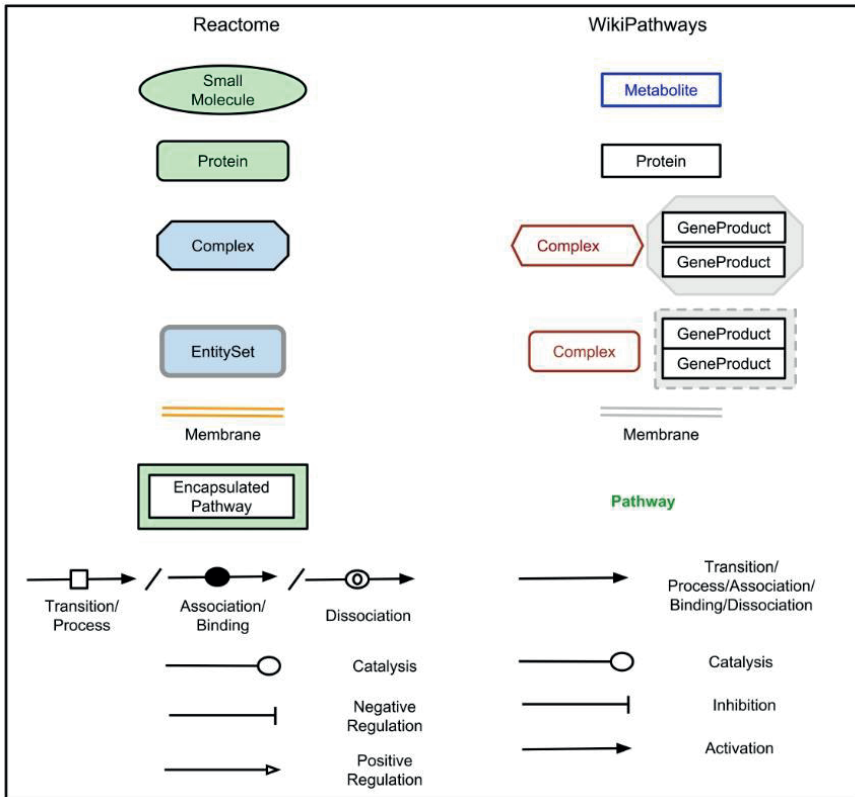 Reactome
WikiPathways
Small
Molecule
Metabolite
Protein
Protein
Complex
Complex
GeneProduct
GeneProduct
EntitySet
Complex
GeneProduct
GeneProduct
Membrane
Membrane
Encapsulated
Pathway
Pathway
Transition/
Process
Association/
Binding
Dissociation
Transition/
Process/Association/
Binding/Dissociation
Catalysis
Catalysis
Negative
Regulation
Inhibition
Positive
Regulation
Activation